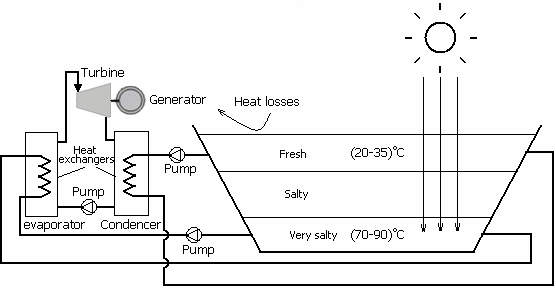 Turbine
Generator
Heat losses
Fresh (20-35)°C
Heat
exchangers
Pump
Pump
Salty
evaporator
Condencer
Very salty (70-90)°C
Pump